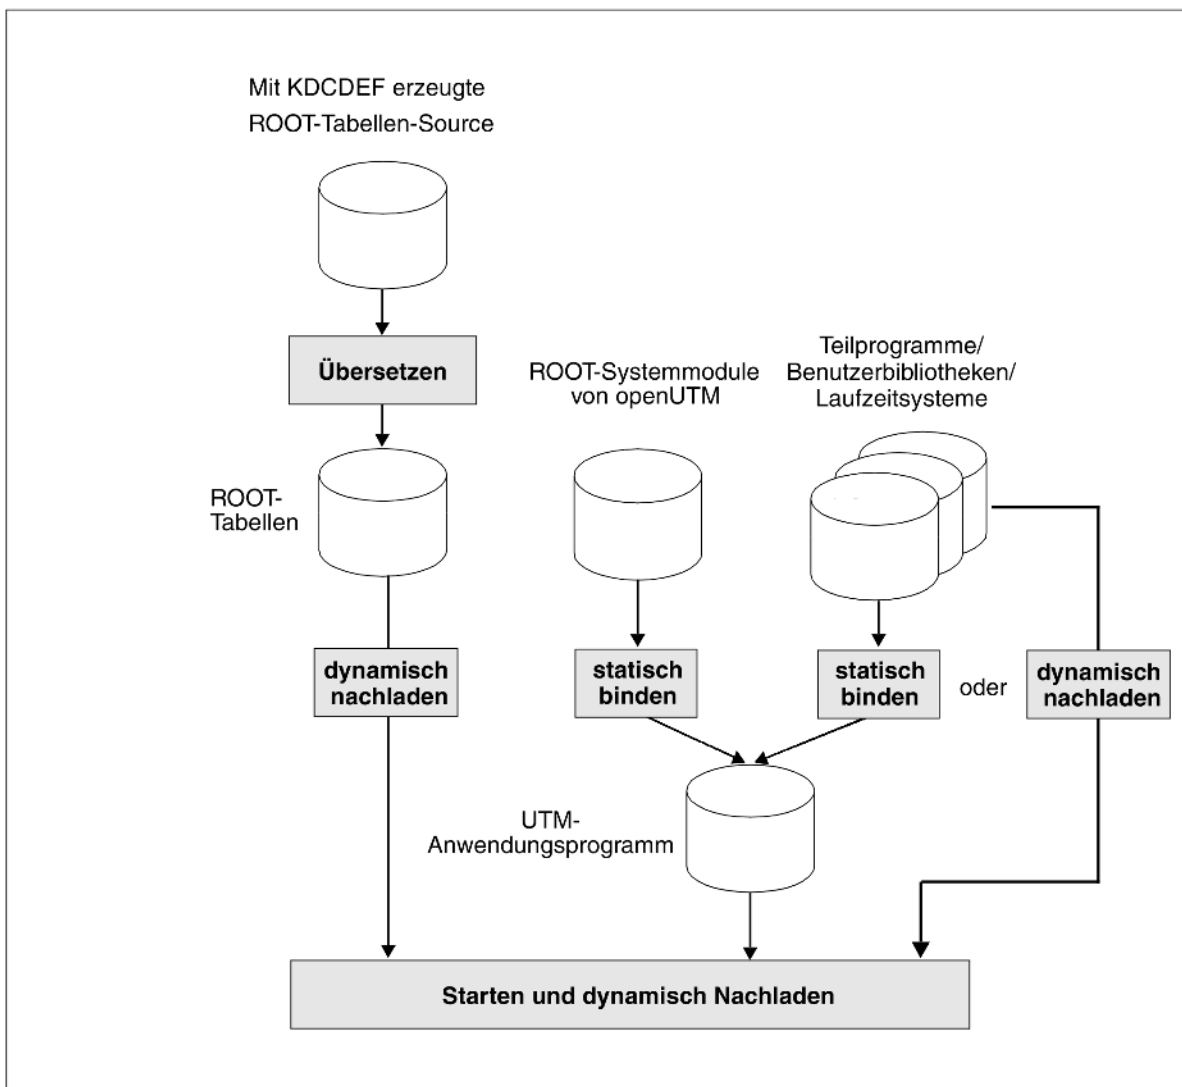 Mit KDCDEF erzeugte
ROOT-Tabellen-Source
Übersetzen
ROOT-Systemmodule
von openUTM
Teilprogramme/
Benutzerbibliotheken/
Laufzeitsysteme
ROOT-
Tabellen
dynamisch
nachladen
statisch
binden
statisch
binden
oder
dynamisch
nachladen
UTM-
Anwendungsprogramm
Starten und dynamisch Nachladen